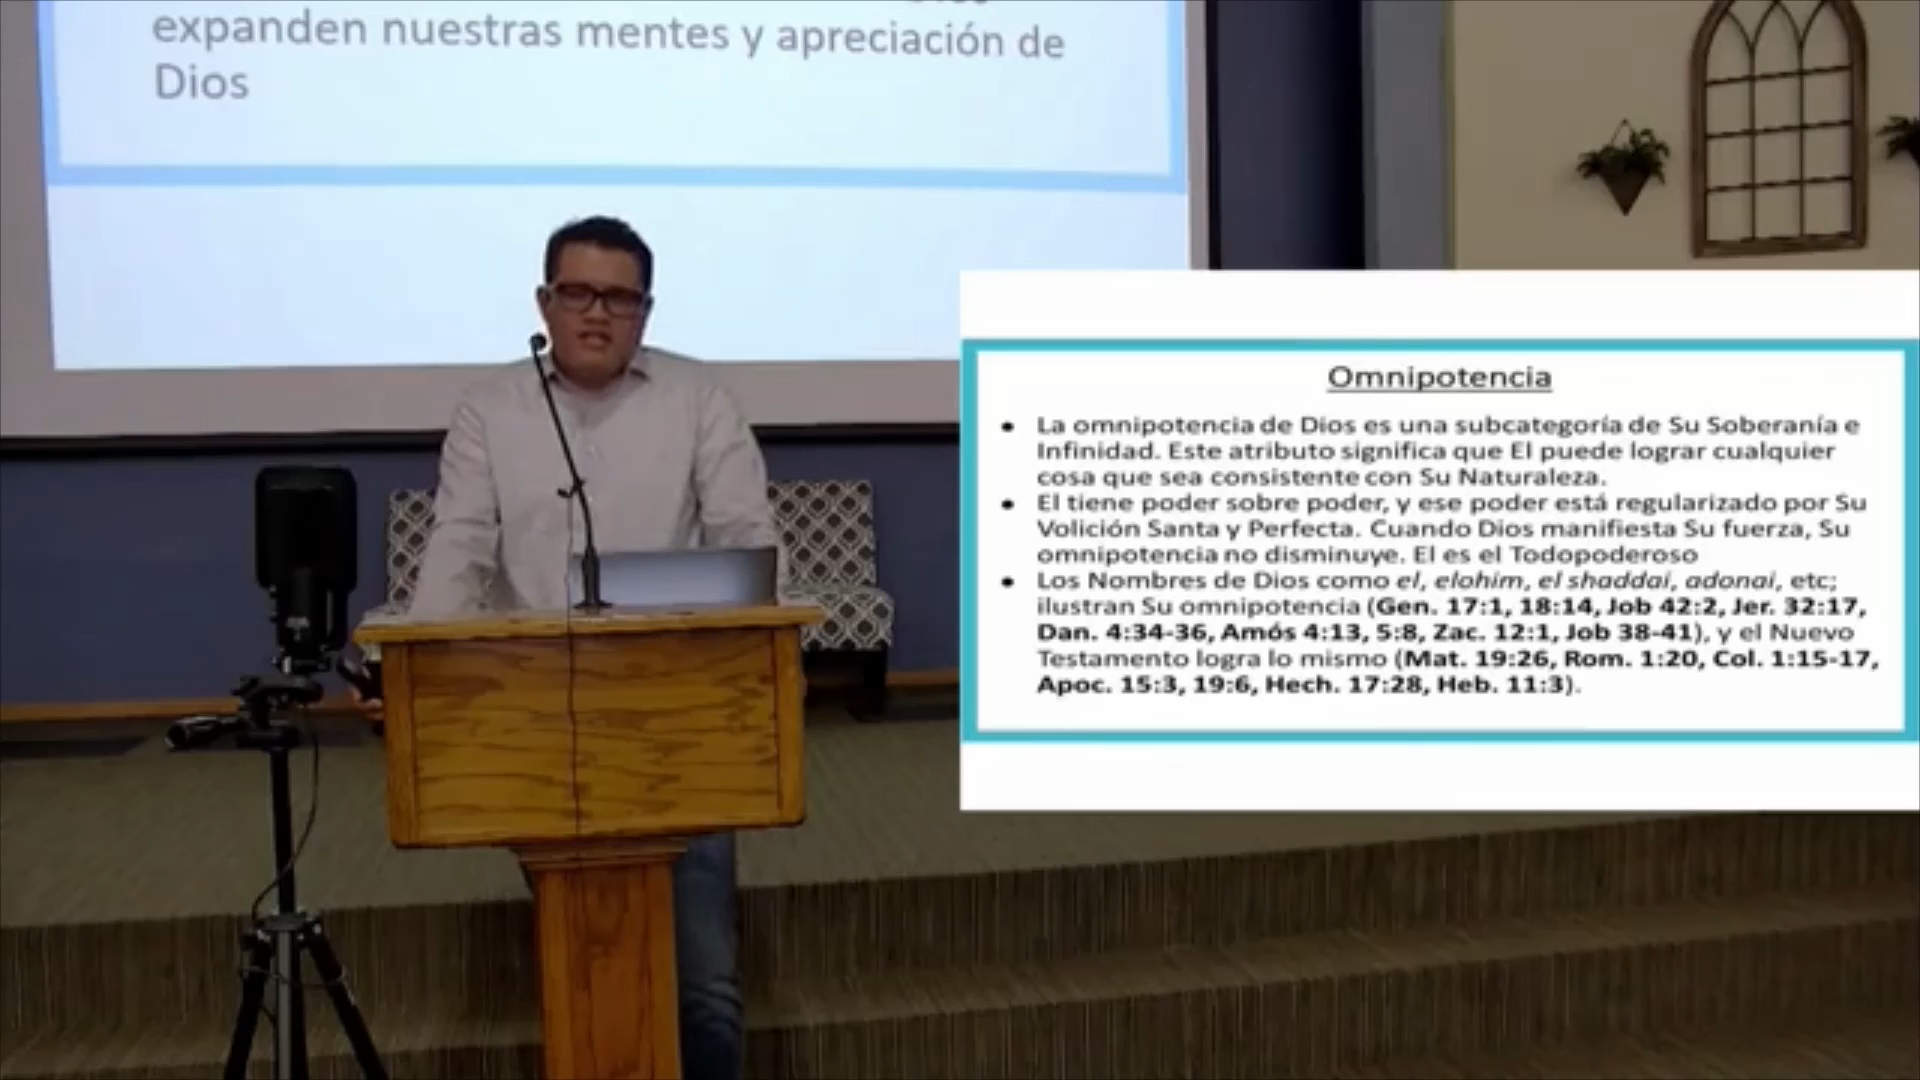 expanden nuestras mentes y apreciación de
Dios
Omnipotencia
• La omnipotencia de Dios es una subcategoría de Su Soberanía e
Infinidad. Este atributo significa que El puede lograr cualquier
cosa que sea consistente con Su Naturaleza.
• El tiene poder sobre poder, y ese poder está regularizado por Su
Volición Santa y Perfecta. Cuando Dios manifiesta Su fuerza, Su
omnipotencia no disminuye. El es el Todopoderoso
• Los Nombres de Dios como el, elohim, el shaddai, adonai, etc;
ilustran Su omnipotencia (Gen. 17:1, 18:14, Job 42:2, Jer. 32:17,
Dan. 4:34-36, Amós 4:13, 5:8, Zac. 12:1, Job 38-41), y el Nuevo
Testamento logra lo mismo (Mat. 19:26, Rom. 1:20, Col. 1:15-17,
Apoc. 15:3, 19:6, Hech. 17:28, Heb. 11:3).